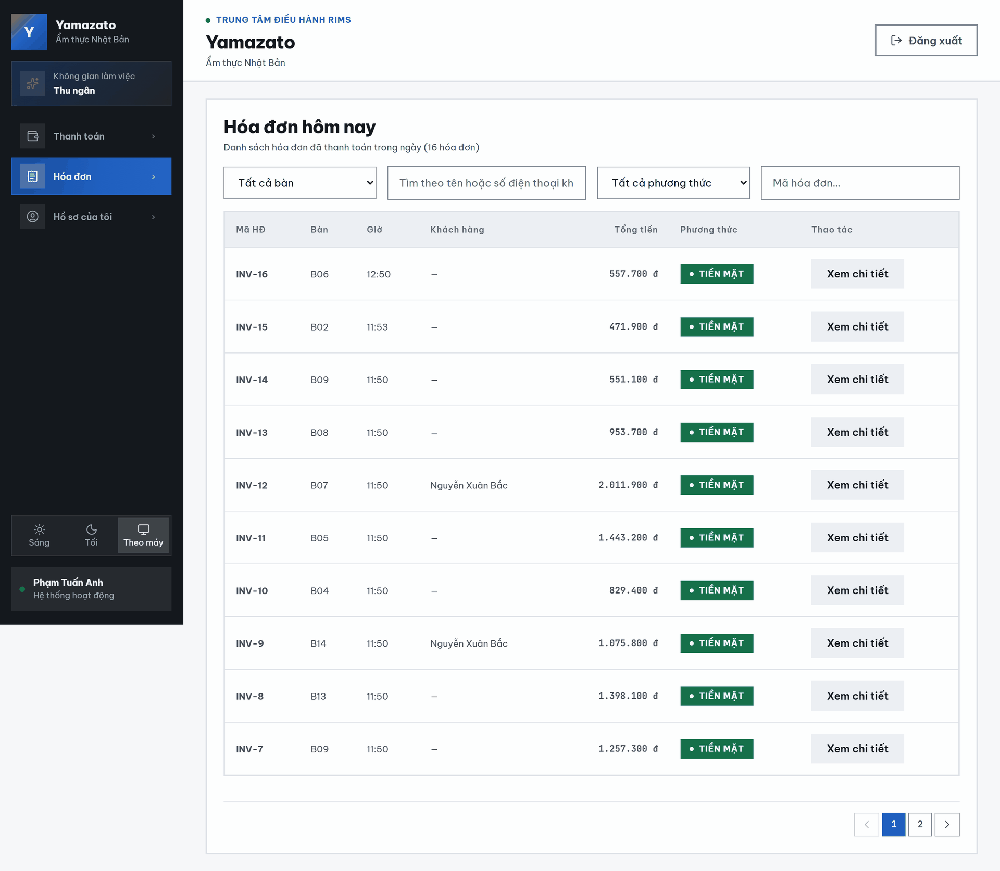 Y
Yamazato
Ẩm thực Nhật Bản
Không gian làm việc
Thu ngân
Thanh toán
Hóa đơn
Hồ sơ của tôi
Sáng
Tối
Theo máy
Phạm Tuấn Anh
Hệ thống hoạt động
TRUNG TÂM ĐIỀU HÀNH RIMS
Yamazato
Ẩm thực Nhật Bản
Đăng xuất
Hóa đơn hôm nay
Danh sách hóa đơn đã thanh toán trong ngày (16 hóa đơn)
Tất cả bàn
Tìm theo tên hoặc số điện thoại kh
Tất cả phương thức
Mã hóa đơn...
Mã HĐ Bàn Giờ Khách hàng Tổng tiền Phương thức Thao tác
INV-16 B06 12:50 — 557.700 đ TIỀN MẶT Xem chi tiết
INV-15 B02 11:53 — 471.900 đ TIỀN MẶT Xem chi tiết
INV-14 B09 11:50 — 551.100 đ TIỀN MẶT Xem chi tiết
INV-13 B08 11:50 — 953.700 đ TIỀN MẶT Xem chi tiết
INV-12 B07 11:50 Nguyễn Xuân Bắc 2.011.900 đ TIỀN MẶT Xem chi tiết
INV-11 B05 11:50 — 1.443.200 đ TIỀN MẶT Xem chi tiết
INV-10 B04 11:50 — 829.400 đ TIỀN MẶT Xem chi tiết
INV-9 B14 11:50 Nguyễn Xuân Bắc 1.075.800 đ TIỀN MẶT Xem chi tiết
INV-8 B13 11:50 — 1.398.100 đ TIỀN MẶT Xem chi tiết
INV-7 B09 11:50 — 1.257.300 đ TIỀN MẶT Xem chi tiết
1 2